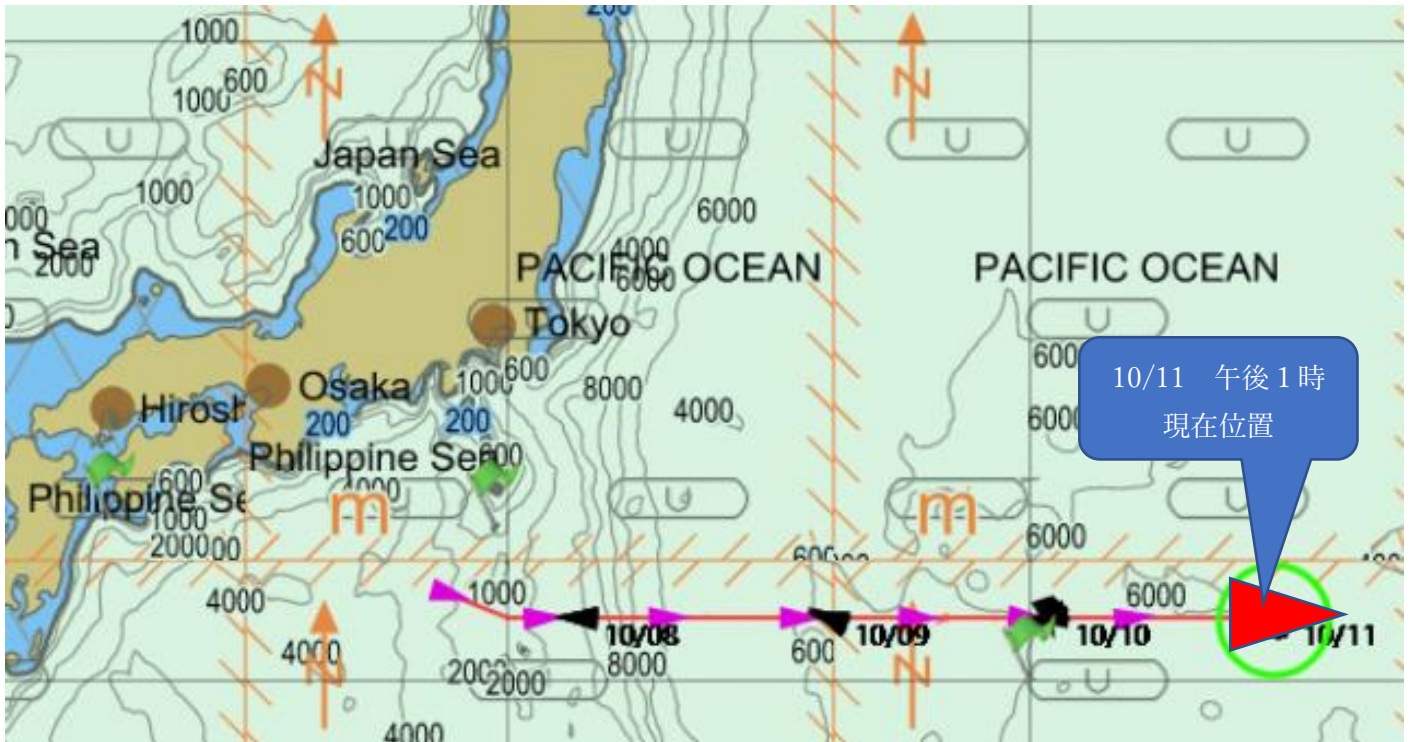 200
1000
600
1000
N
N
U
U
U
U
U
Japan Sea
1000
1000
200
600
6000
n Sea
2000
4000
6000
PACIFIC OCEAN
PACIFIC OCEAN
U
U
Tokyo
600
1000
8000
4000
200
Osaka
200
Hirosh
600
6000
10/11 午後1時
現在位置
Philippine Se
600
600
1000
Philippine Se
1000
2000
m
U
U
m
U
U
6000
4000
1000
6000
10/08
10/09
10/10
10/11
4000
8000
600
2000
N
N
U
U
4000